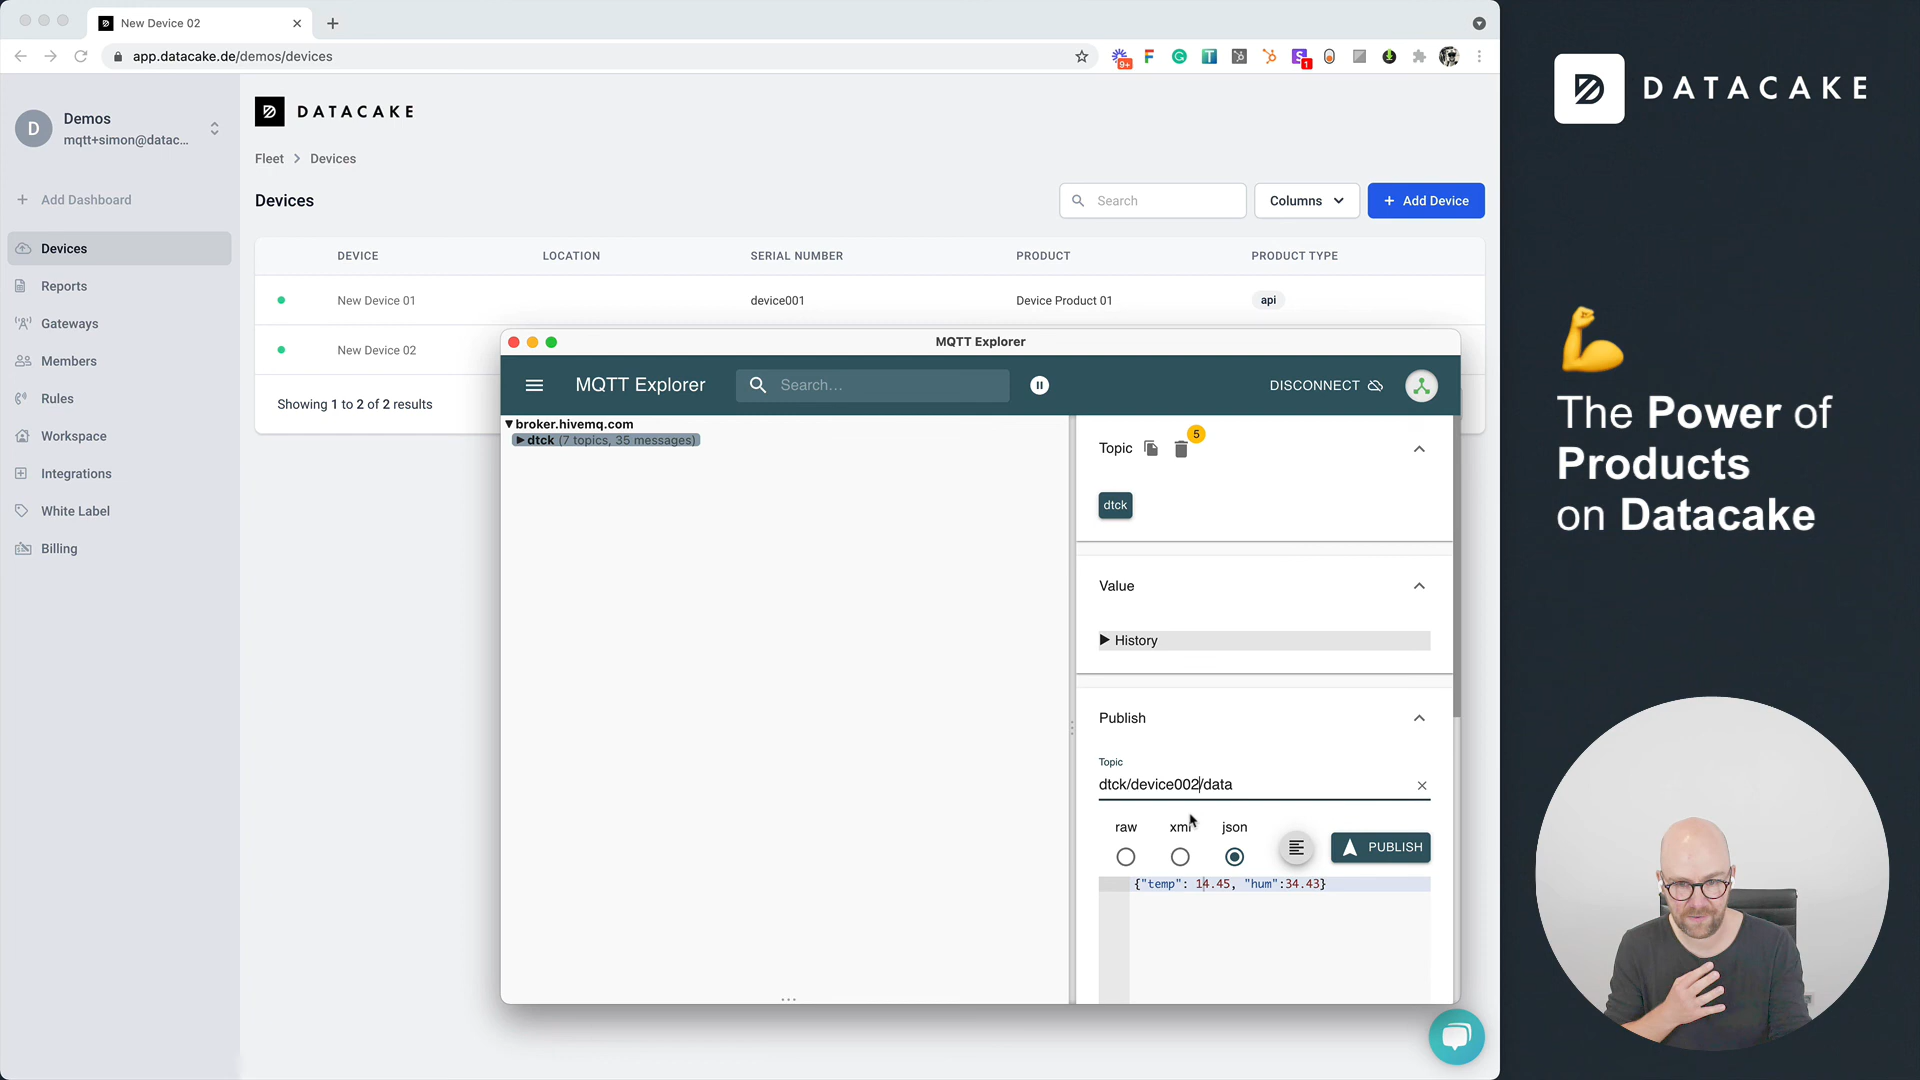 New Device 02
app.datacake.de/demos/devices
9+
1
D
Demos
mqtt+simon@datac...
Add Dashboard
Devices
Reports
Gateways
Members
Rules
Workspace
Integrations
White Label
Billing
DATACAKE
Fleet > Devices
Devices
Search
Columns
+ Add Device
DEVICE LOCATION SERIAL NUMBER PRODUCT PRODUCT TYPE
New Device 01 device001 Device Product 01 api
New Device 02
Showing 1 to 2 of 2 results
MQTT Explorer
MQTT Explorer
Search...
DISCONNECT
broker.hivemq.com
dtck (7 topics, 35 messages)
Topic
5
dtck
Value
History
Publish
Topic
dtck/device002/data
raw xml json
PUBLISH
{"temp": 14.45, "hum":34.43}
DATACAKE
The Power of
Products
on Datacake